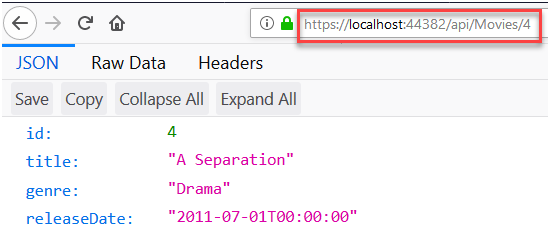 https://localhost:44382/api/Movies/4
JSON Raw Data Headers
Save Copy Collapse All Expand All
id: 4
title: "A Separation"
genre: "Drama"
releaseDate: "2011-07-01T00:00:00"